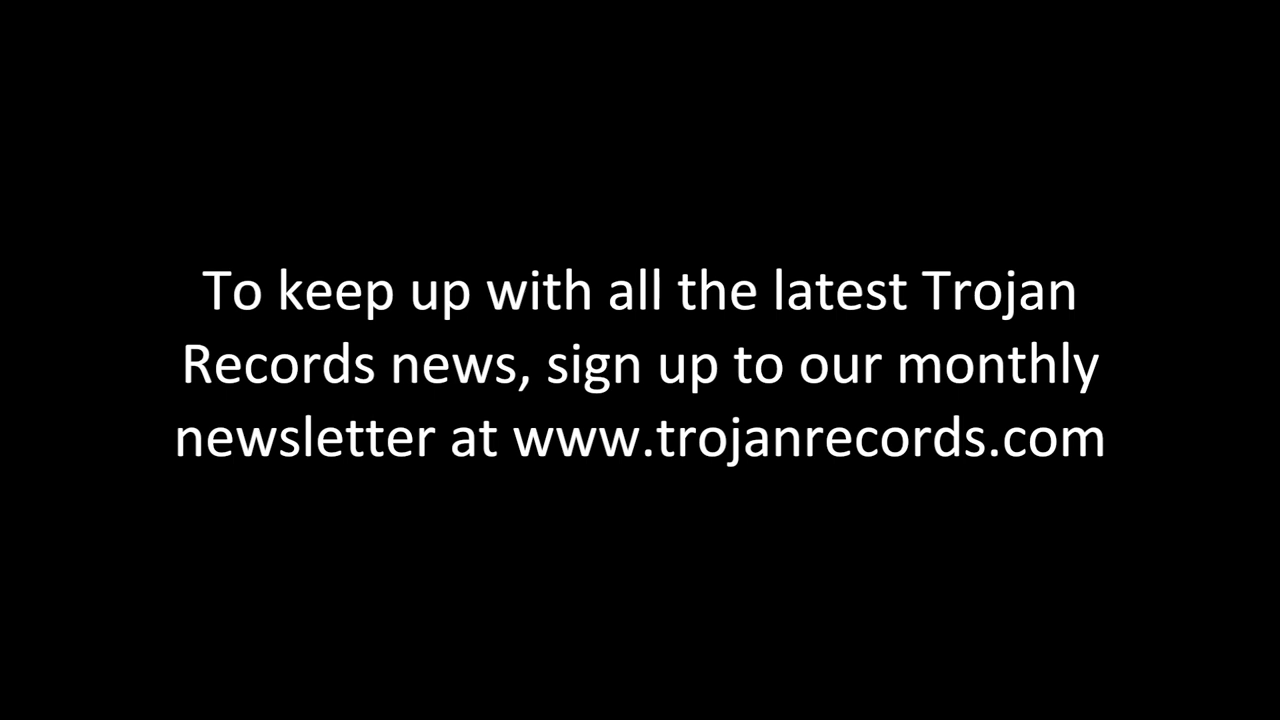 To keep up with all the latest Trojan
Records news, sign up to our monthly
newsletter at www.trojanrecords.com